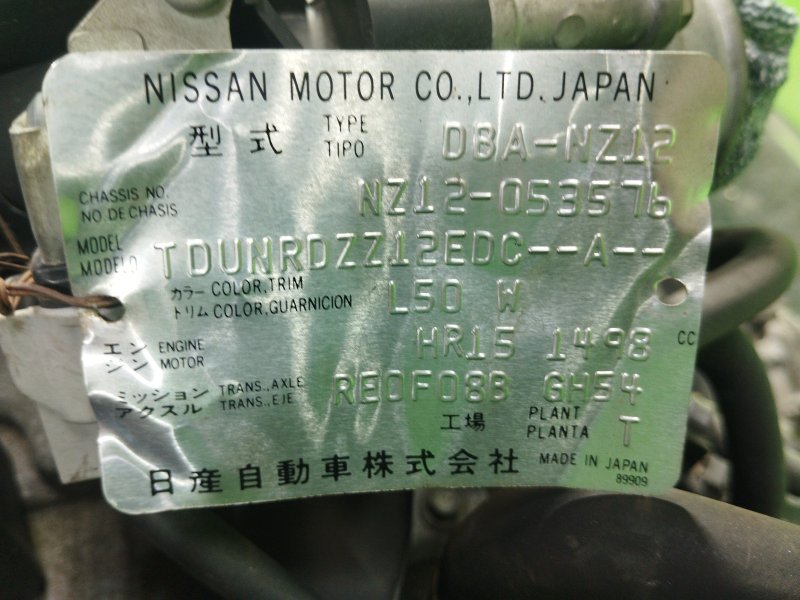 NISSAN MOTOR CO.,LTD. JAPAN
型式 TYPE TIPO DBA-NZ12
CHASSIS NO. NO. DE CHASIS NZ12-053576
MODEL MODELO TDUNRDZZ12EDC--A--
カラー COLOR,TRIM トリム COLOR,GUARNICION L50 W
エンジン ENGINE MOTOR HR15 1498 CC
ミッション TRANS.,AXLE アクスル TRANS.,EJE RE0F08B GH54
工場 PLANT PLANTA T
日産自動車株式会社 MADE IN JAPAN
89909